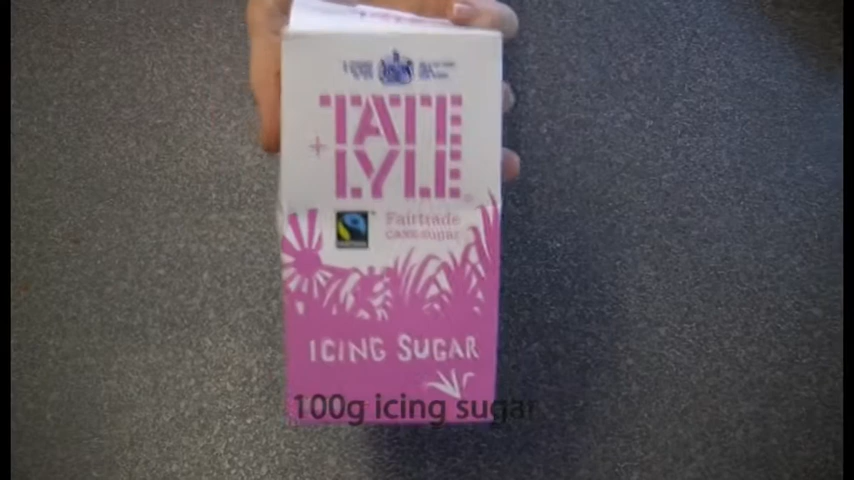 TATE
+
LYLE
Fairtrade
cane sugar
ICING SUGAR
100g icing sugar